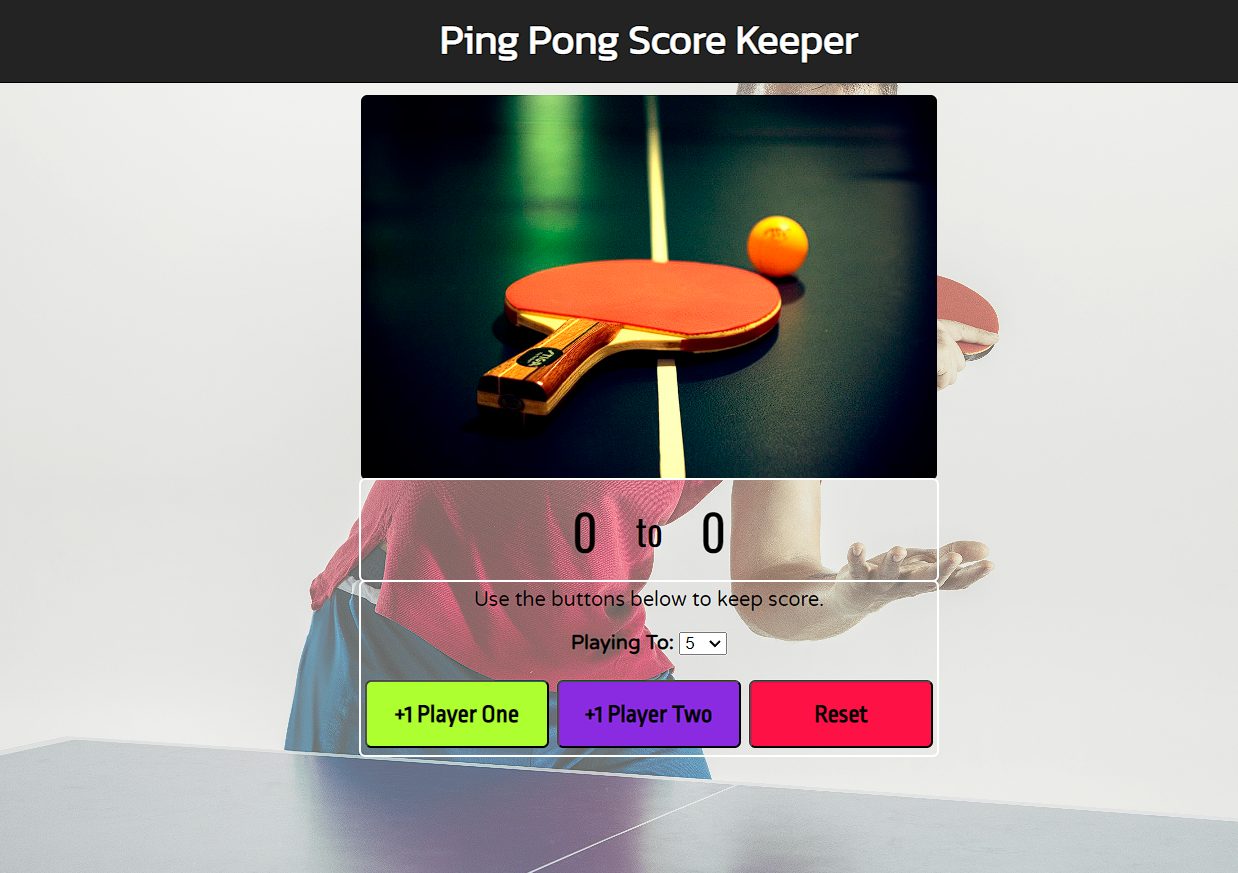 Ping Pong Score Keeper
STIGA
0 to 0
Use the buttons below to keep score.
Playing To: 5
+1 Player One +1 Player Two Reset